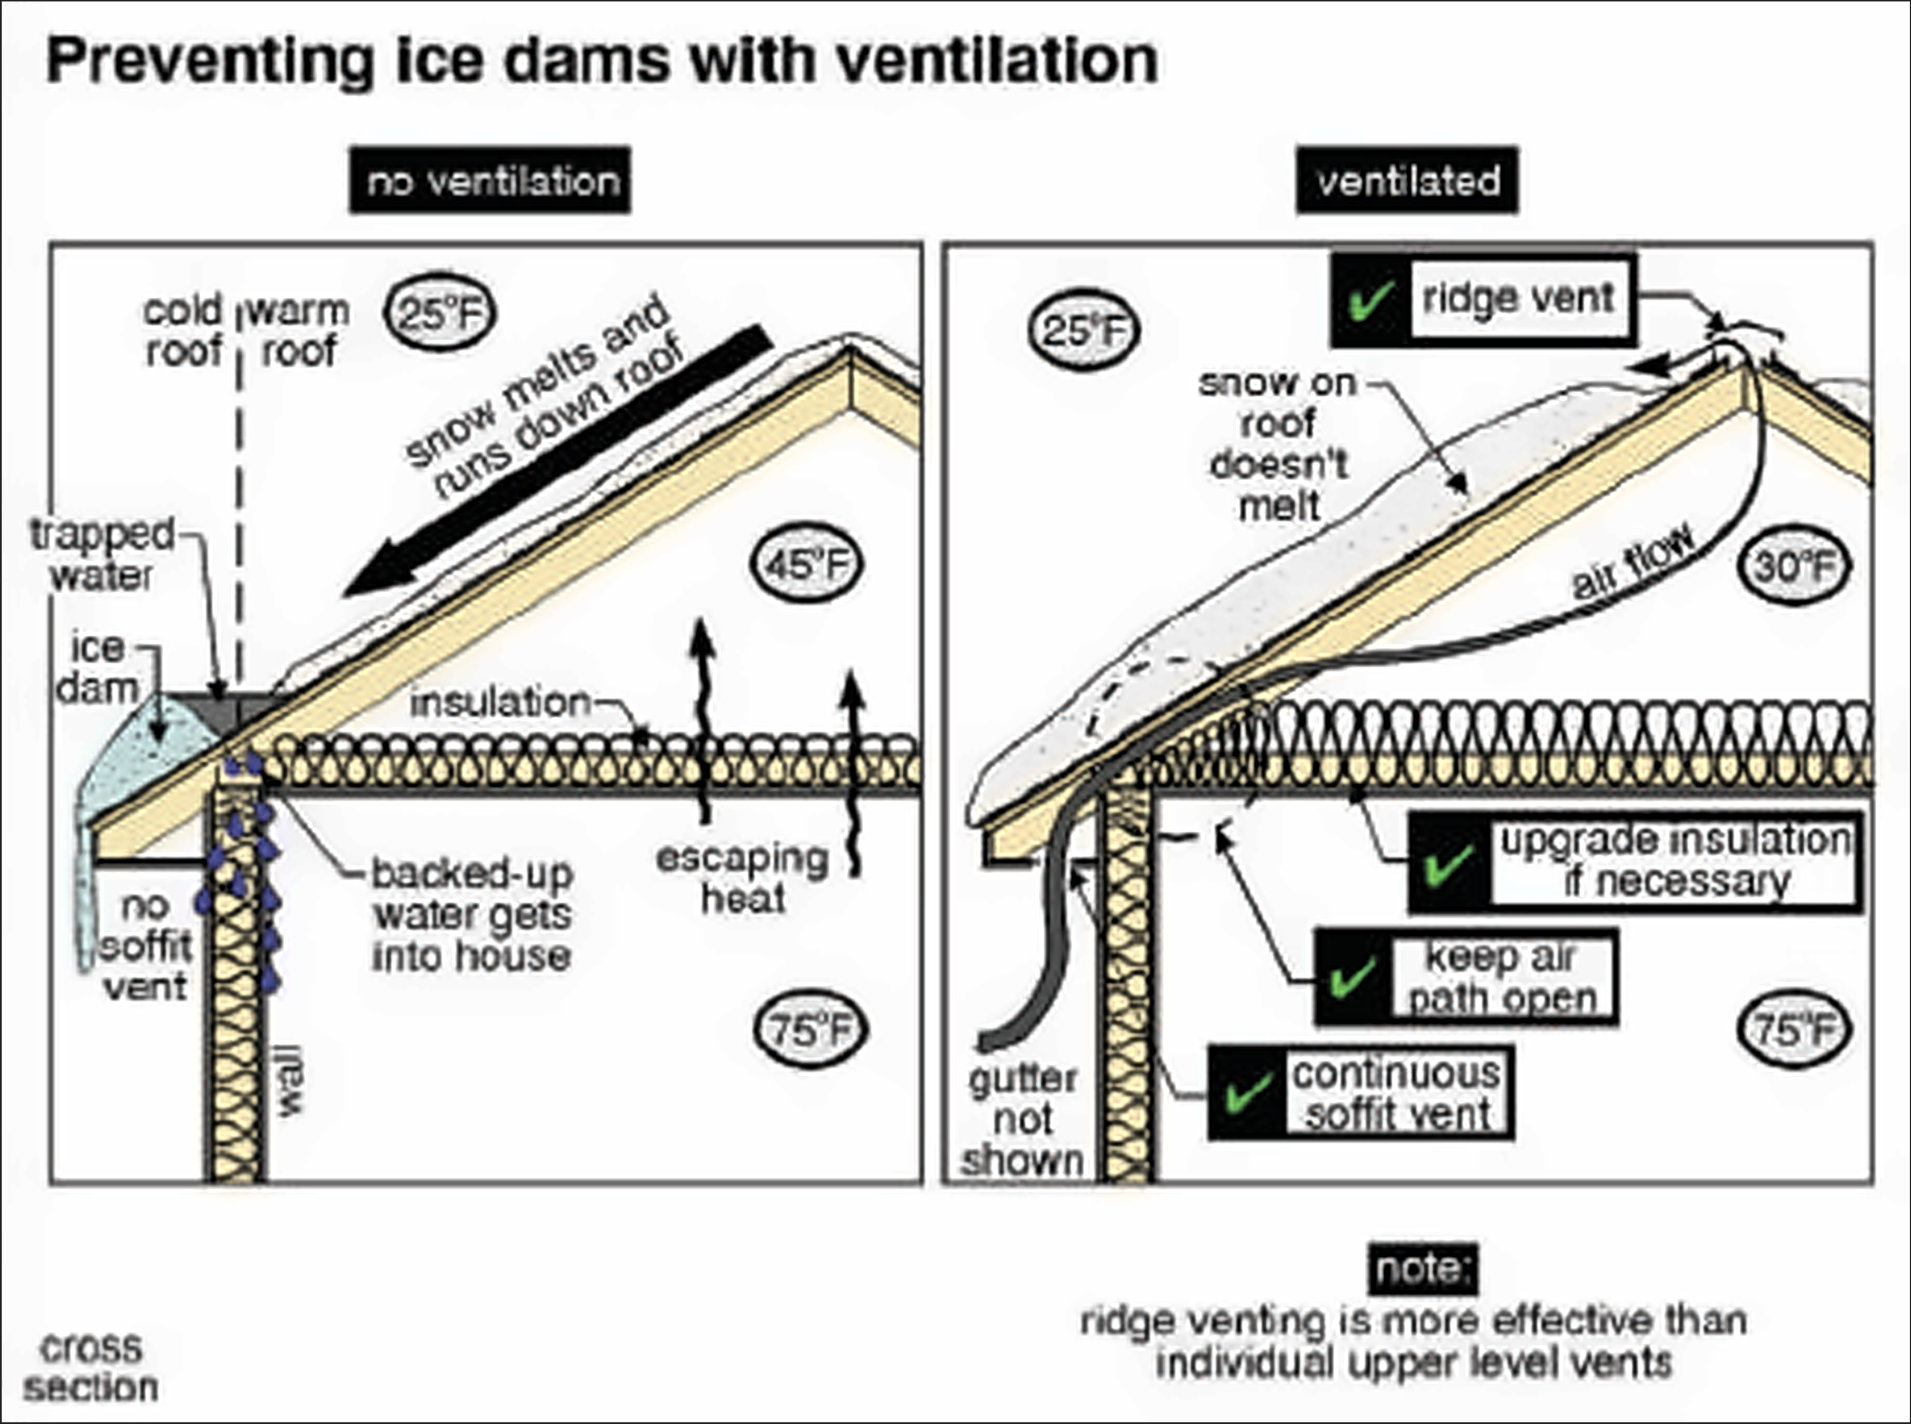 Preventing ice dams with ventilation
no ventilation
cold
roof
warm
roof
25°F
snow melts and
runs down roof
trapped
water
45°F
ice
dam
insulation
escaping
heat
backed-up
water gets
into house
no
soffit
vent
75°F
wall
ventilated
25°F
ridge vent
snow on
roof
doesn't
melt
air flow
30°F
upgrade insulation
if necessary
keep air
path open
75°F
continuous
soffit vent
gutter
not
shown
note:
ridge venting is more effective than
individual upper level vents
cross
section